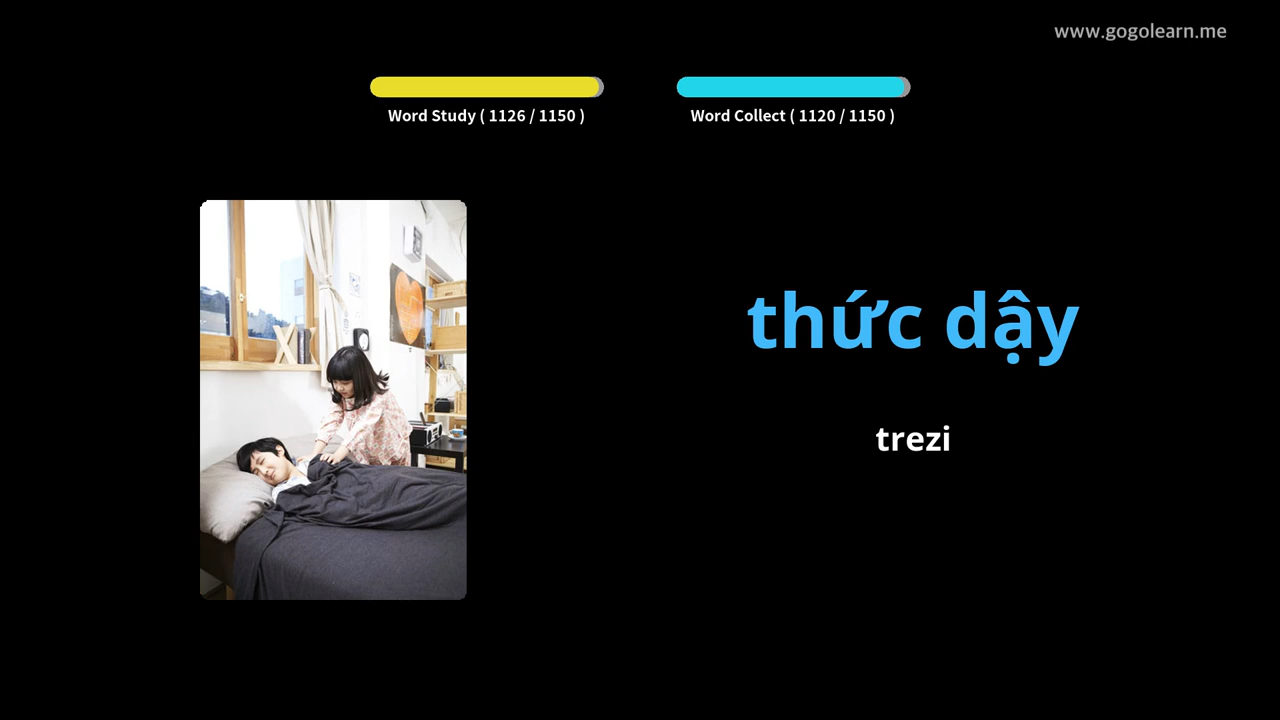 www.gogolearn.me
Word Study ( 1126 / 1150 )
Word Collect ( 1120 / 1150 )
thức dậy
trezi